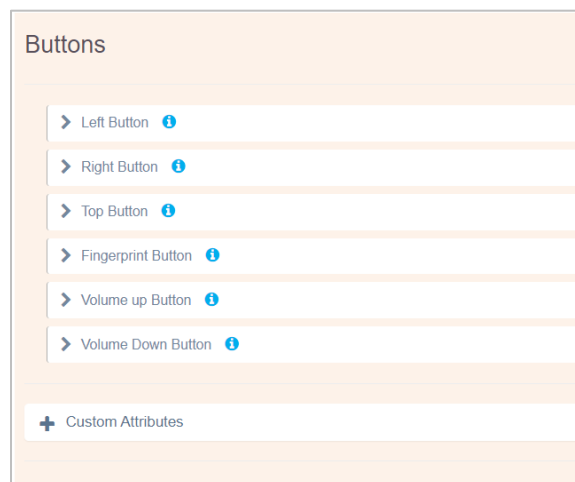 Buttons
Left Button
Right Button
Top Button
Fingerprint Button
Volume up Button
Volume Down Button
Custom Attributes